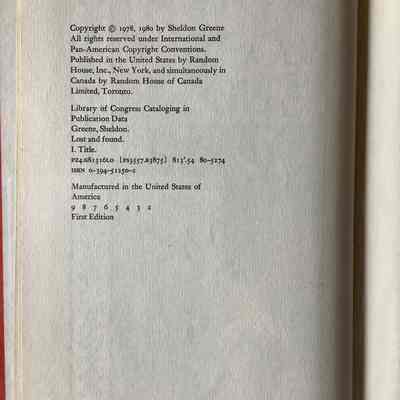 Copyright © 1978, 1980 by Sheldon Greene
All rights reserved under International and
Pan-American Copyright Conventions.
Published in the United States by Random
House, Inc., New York, and simultaneously in
Canada by Random House of Canada
Limited, Toronto.
Library of Congress Cataloging in
Publication Data
Greene, Sheldon.
Lost and found.
I. Title.
PZ4.G81316Lo [PS3557.R3875] 813'.54 80-5274
ISBN 0-394-51250-2
Manufactured in the United States of
America
9 8 7 6 5 4 3 2
First Edition